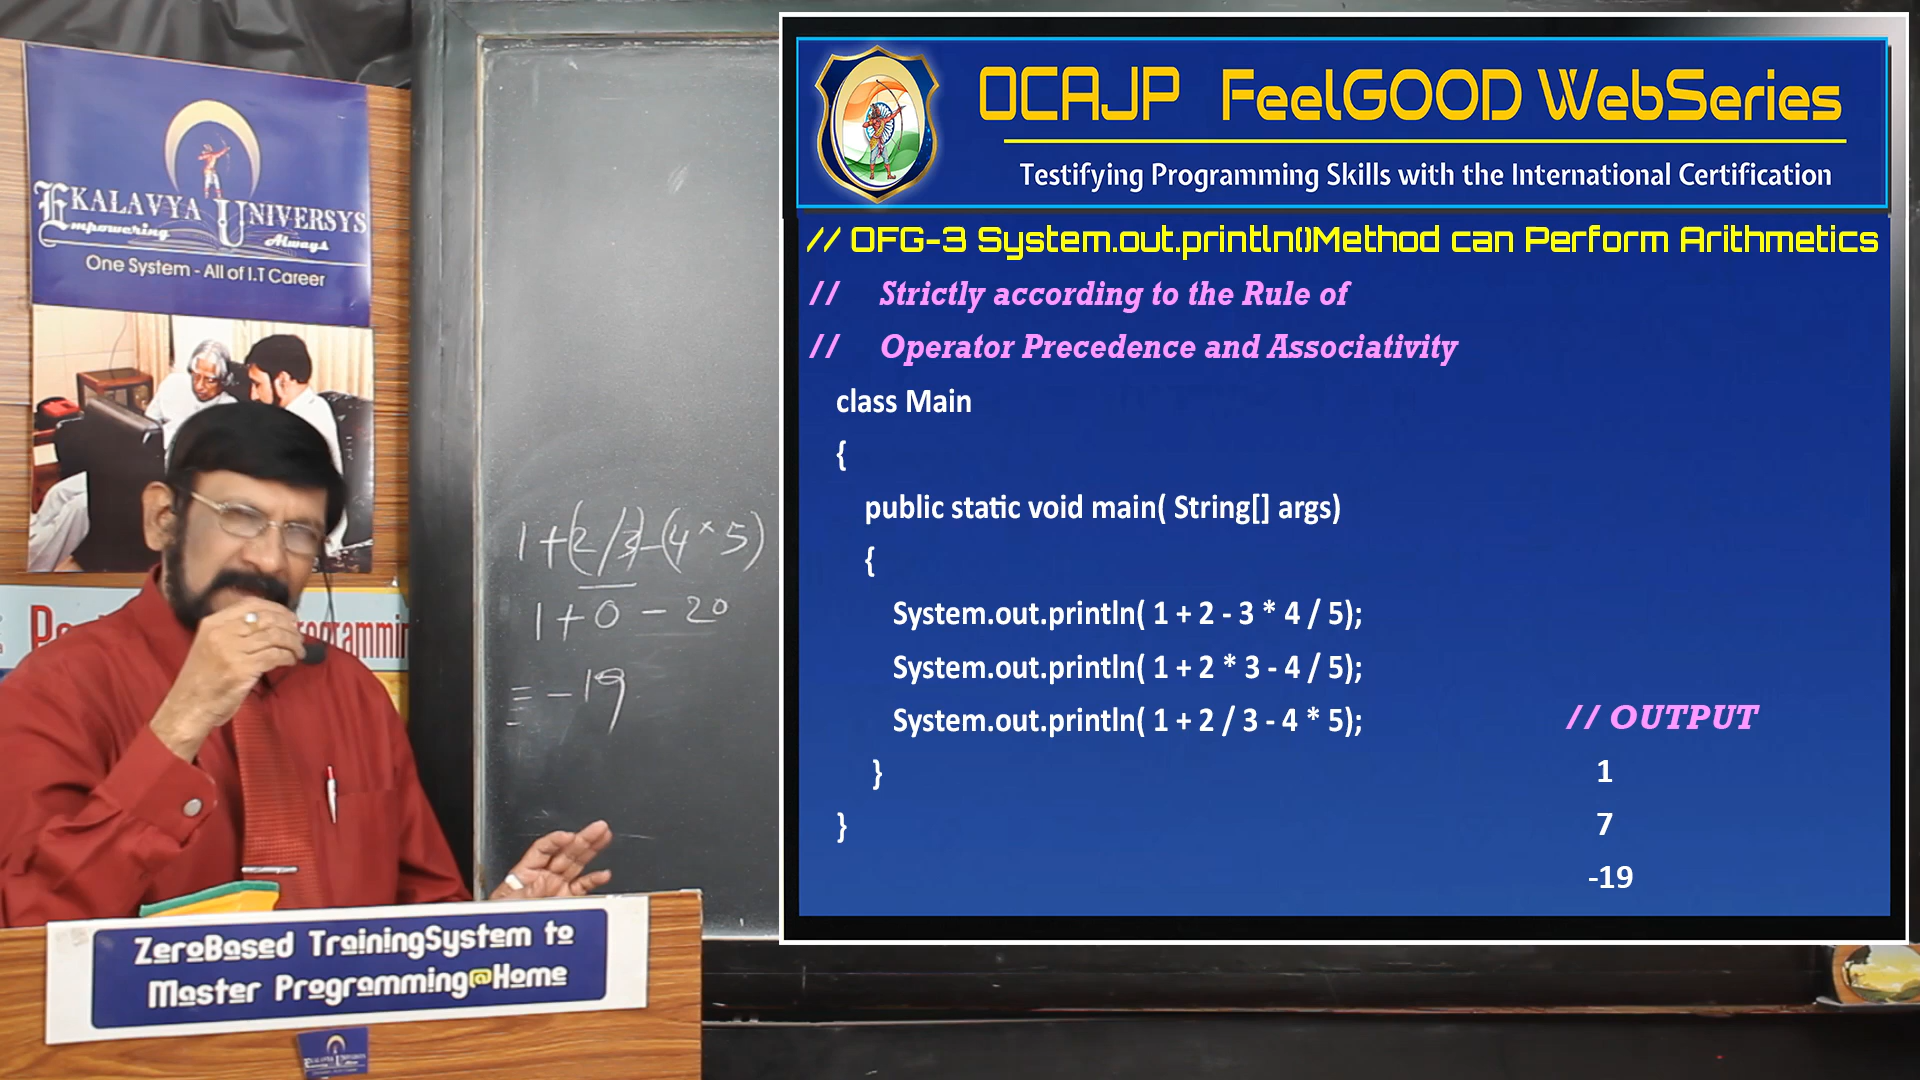 EKALAVYA UNIVERSYS
Empowering Always
One System - All of I.T Career
1+(2/3)-(4*5)
1+0-20
= -19
ZeroBased TrainingSystem to
Master Programming@Home
OCAJP FeelGOOD WebSeries
Testifying Programming Skills with the International Certification
// OFG-3 System.out.println()Method can Perform Arithmetics
// Strictly according to the Rule of
// Operator Precedence and Associativity
class Main
{
public static void main( String[] args)
{
System.out.println( 1 + 2 - 3 * 4 / 5);
System.out.println( 1 + 2 * 3 - 4 / 5);
System.out.println( 1 + 2 / 3 - 4 * 5);
}
}
// OUTPUT
1
7
-19